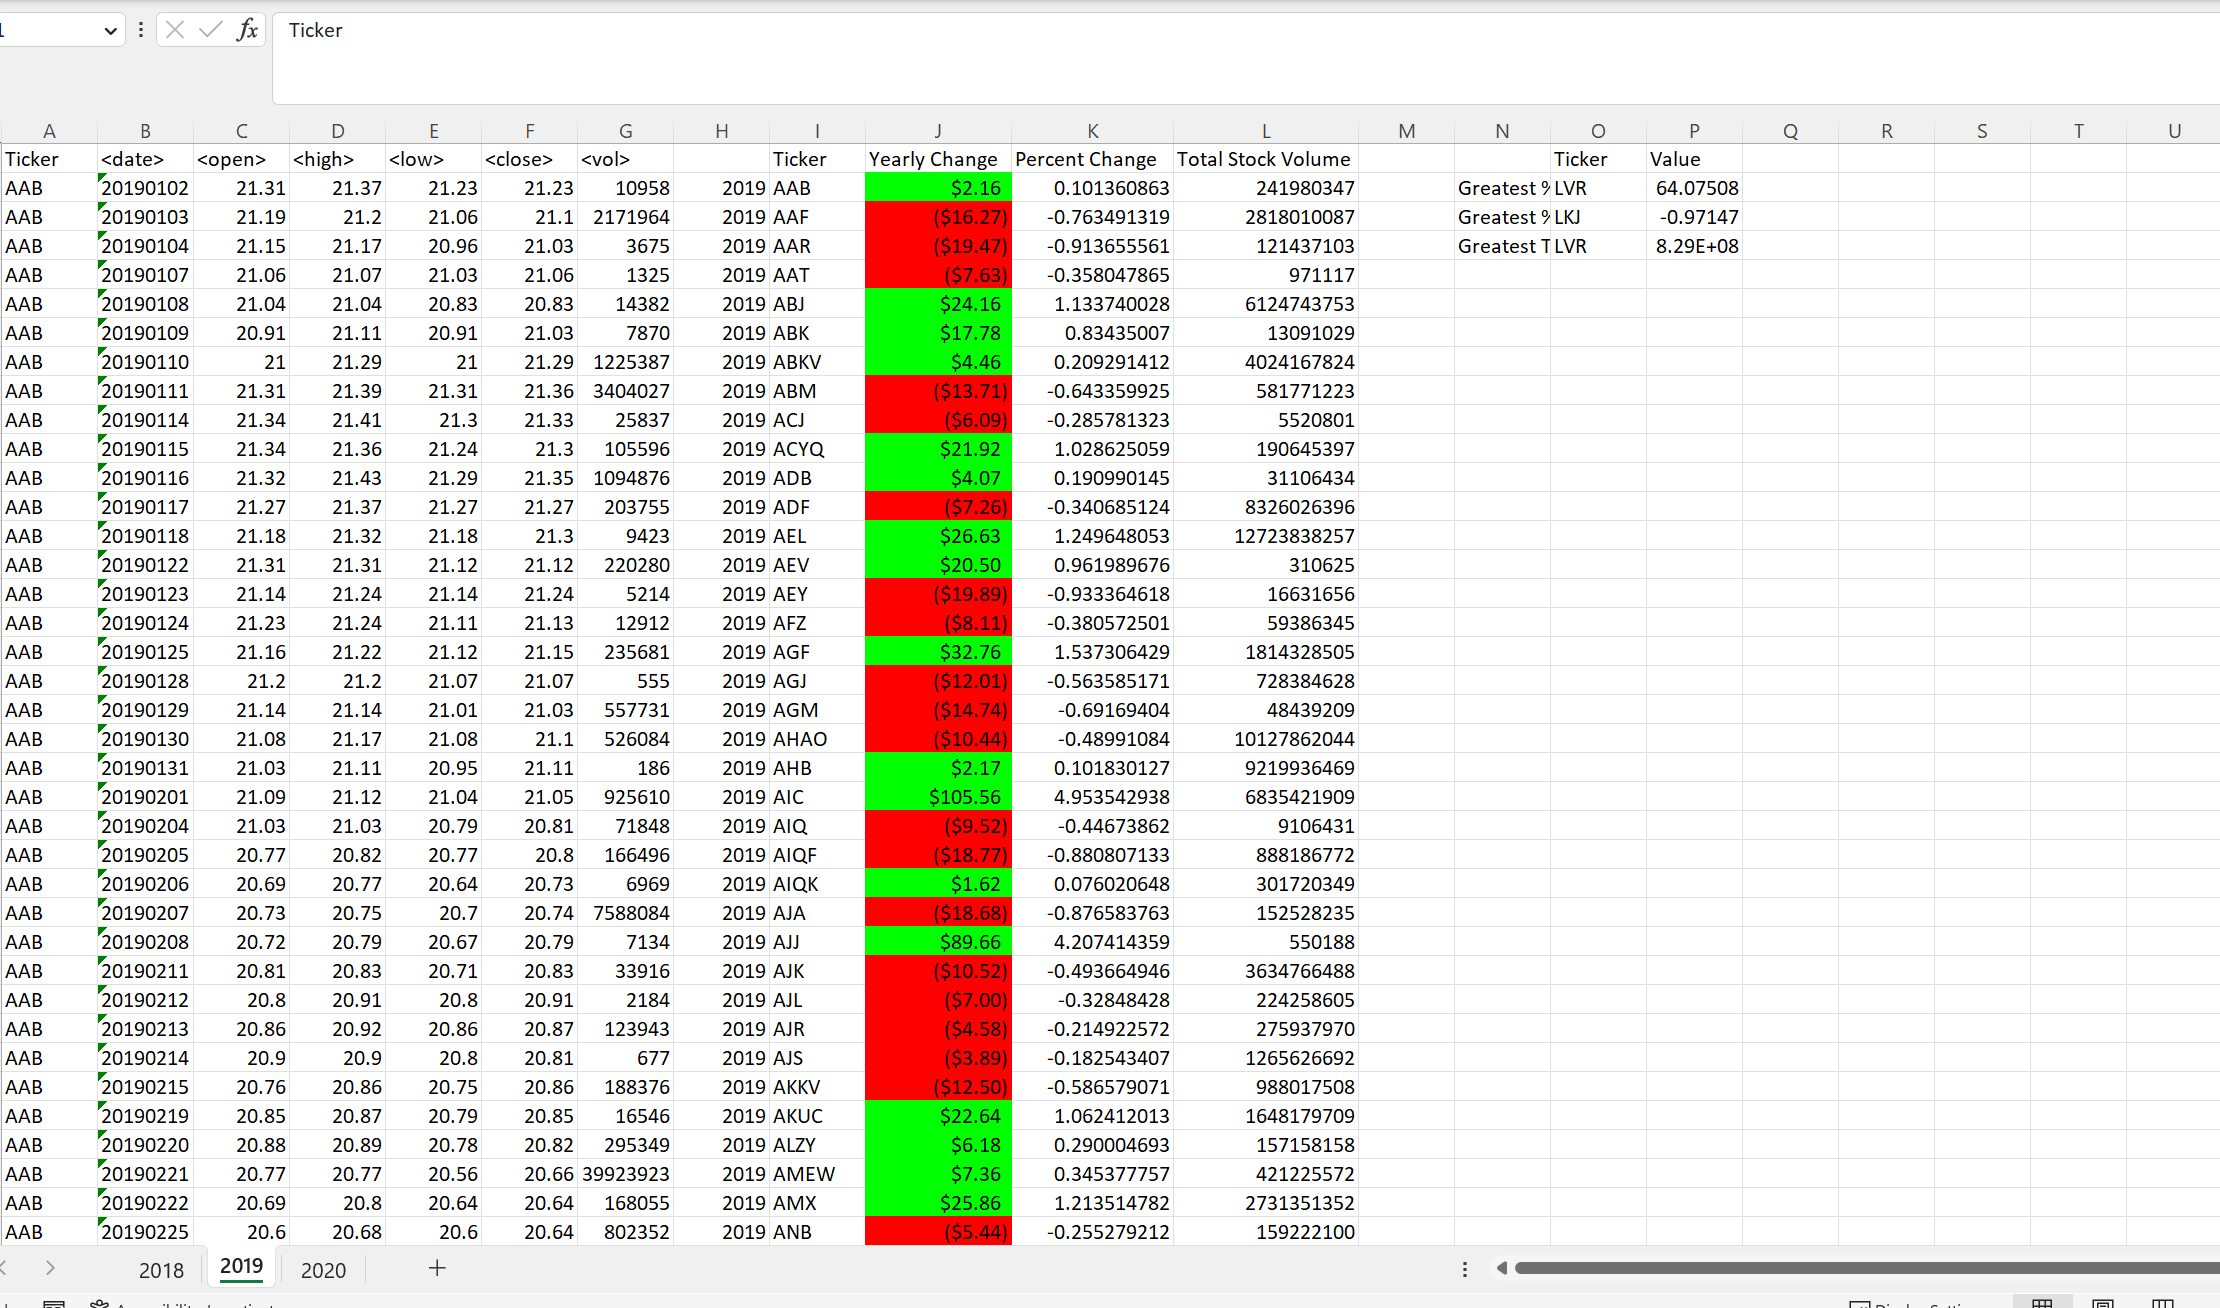 Ticker
A B C D E F G H I J K L M N O P Q R S T U
Ticker <date> <open> <high> <low> <close> <vol> Ticker Yearly Change Percent Change Total Stock Volume Ticker Value
AAB 20190102 21.31 21.37 21.23 21.23 10958 2019 AAB $2.16 0.101360863 241980347 Greatest % LVR 64.07508
AAB 20190103 21.19 21.2 21.06 21.1 2171964 2019 AAF ($16.27) -0.763491319 2818010087 Greatest % LKJ -0.97147
AAB 20190104 21.15 21.17 20.96 21.03 3675 2019 AAR ($19.47) -0.913655561 121437103 Greatest T LVR 8.29E+08
AAB 20190107 21.06 21.07 21.03 21.06 1325 2019 AAT ($7.63) -0.358047865 971117
AAB 20190108 21.04 21.04 20.83 20.83 14382 2019 ABJ $24.16 1.133740028 6124743753
AAB 20190109 20.91 21.11 20.91 21.03 7870 2019 ABK $17.78 0.83435007 13091029
AAB 20190110 21 21.29 21 21.29 1225387 2019 ABKV $4.46 0.209291412 4024167824
AAB 20190111 21.31 21.39 21.31 21.36 3404027 2019 ABM ($13.71) -0.643359925 581771223
AAB 20190114 21.34 21.41 21.3 21.33 25837 2019 ACJ ($6.09) -0.285781323 5520801
AAB 20190115 21.34 21.36 21.24 21.3 105596 2019 ACYQ $21.92 1.028625059 190645397
AAB 20190116 21.32 21.43 21.29 21.35 1094876 2019 ADB $4.07 0.190990145 31106434
AAB 20190117 21.27 21.37 21.27 21.27 203755 2019 ADF ($7.26) -0.340685124 8326026396
AAB 20190118 21.18 21.32 21.18 21.3 9423 2019 AEL $26.63 1.249648053 12723838257
AAB 20190122 21.31 21.31 21.12 21.12 220280 2019 AEV $20.50 0.961989676 310625
AAB 20190123 21.14 21.24 21.14 21.24 5214 2019 AEY ($19.89) -0.933364618 16631656
AAB 20190124 21.23 21.24 21.11 21.13 12912 2019 AFZ ($8.11) -0.380572501 59386345
AAB 20190125 21.16 21.22 21.12 21.15 235681 2019 AGF $32.76 1.537306429 1814328505
AAB 20190128 21.2 21.2 21.07 21.07 555 2019 AGJ ($12.01) -0.563585171 728384628
AAB 20190129 21.14 21.14 21.01 21.03 557731 2019 AGM ($14.74) -0.69169404 48439209
AAB 20190130 21.08 21.17 21.08 21.1 526084 2019 AHAO ($10.44) -0.48991084 10127862044
AAB 20190131 21.03 21.11 20.95 21.11 186 2019 AHB $2.17 0.101830127 9219936469
AAB 20190201 21.09 21.12 21.04 21.05 925610 2019 AIC $105.56 4.953542938 6835421909
AAB 20190204 21.03 21.03 20.79 20.81 71848 2019 AIQ ($9.52) -0.44673862 9106431
AAB 20190205 20.77 20.82 20.77 20.8 166496 2019 AIQF ($18.77) -0.880807133 888186772
AAB 20190206 20.69 20.77 20.64 20.73 6969 2019 AIQK $1.62 0.076020648 301720349
AAB 20190207 20.73 20.75 20.7 20.74 7588084 2019 AJA ($18.68) -0.876583763 152528235
AAB 20190208 20.72 20.79 20.67 20.79 7134 2019 AJJ $89.66 4.207414359 550188
AAB 20190211 20.81 20.83 20.71 20.83 33916 2019 AJK ($10.52) -0.493664946 3634766488
AAB 20190212 20.8 20.91 20.8 20.91 2184 2019 AJL ($7.00) -0.32848428 224258605
AAB 20190213 20.86 20.92 20.86 20.87 123943 2019 AJR ($4.58) -0.214922572 275937970
AAB 20190214 20.9 20.9 20.8 20.81 677 2019 AJS ($3.89) -0.182543407 1265626692
AAB 20190215 20.76 20.86 20.75 20.86 188376 2019 AKKV ($12.50) -0.586579071 988017508
AAB 20190219 20.85 20.87 20.79 20.85 16546 2019 AKUC $22.64 1.062412013 1648179709
AAB 20190220 20.88 20.89 20.78 20.82 295349 2019 ALZY $6.18 0.290004693 157158158
AAB 20190221 20.77 20.77 20.56 20.66 39923923 2019 AMEW $7.36 0.345377757 421225572
AAB 20190222 20.69 20.8 20.64 20.64 168055 2019 AMX $25.86 1.213514782 2731351352
AAB 20190225 20.6 20.68 20.6 20.64 802352 2019 ANB ($5.44) -0.255279212 159222100
2018 2019 2020